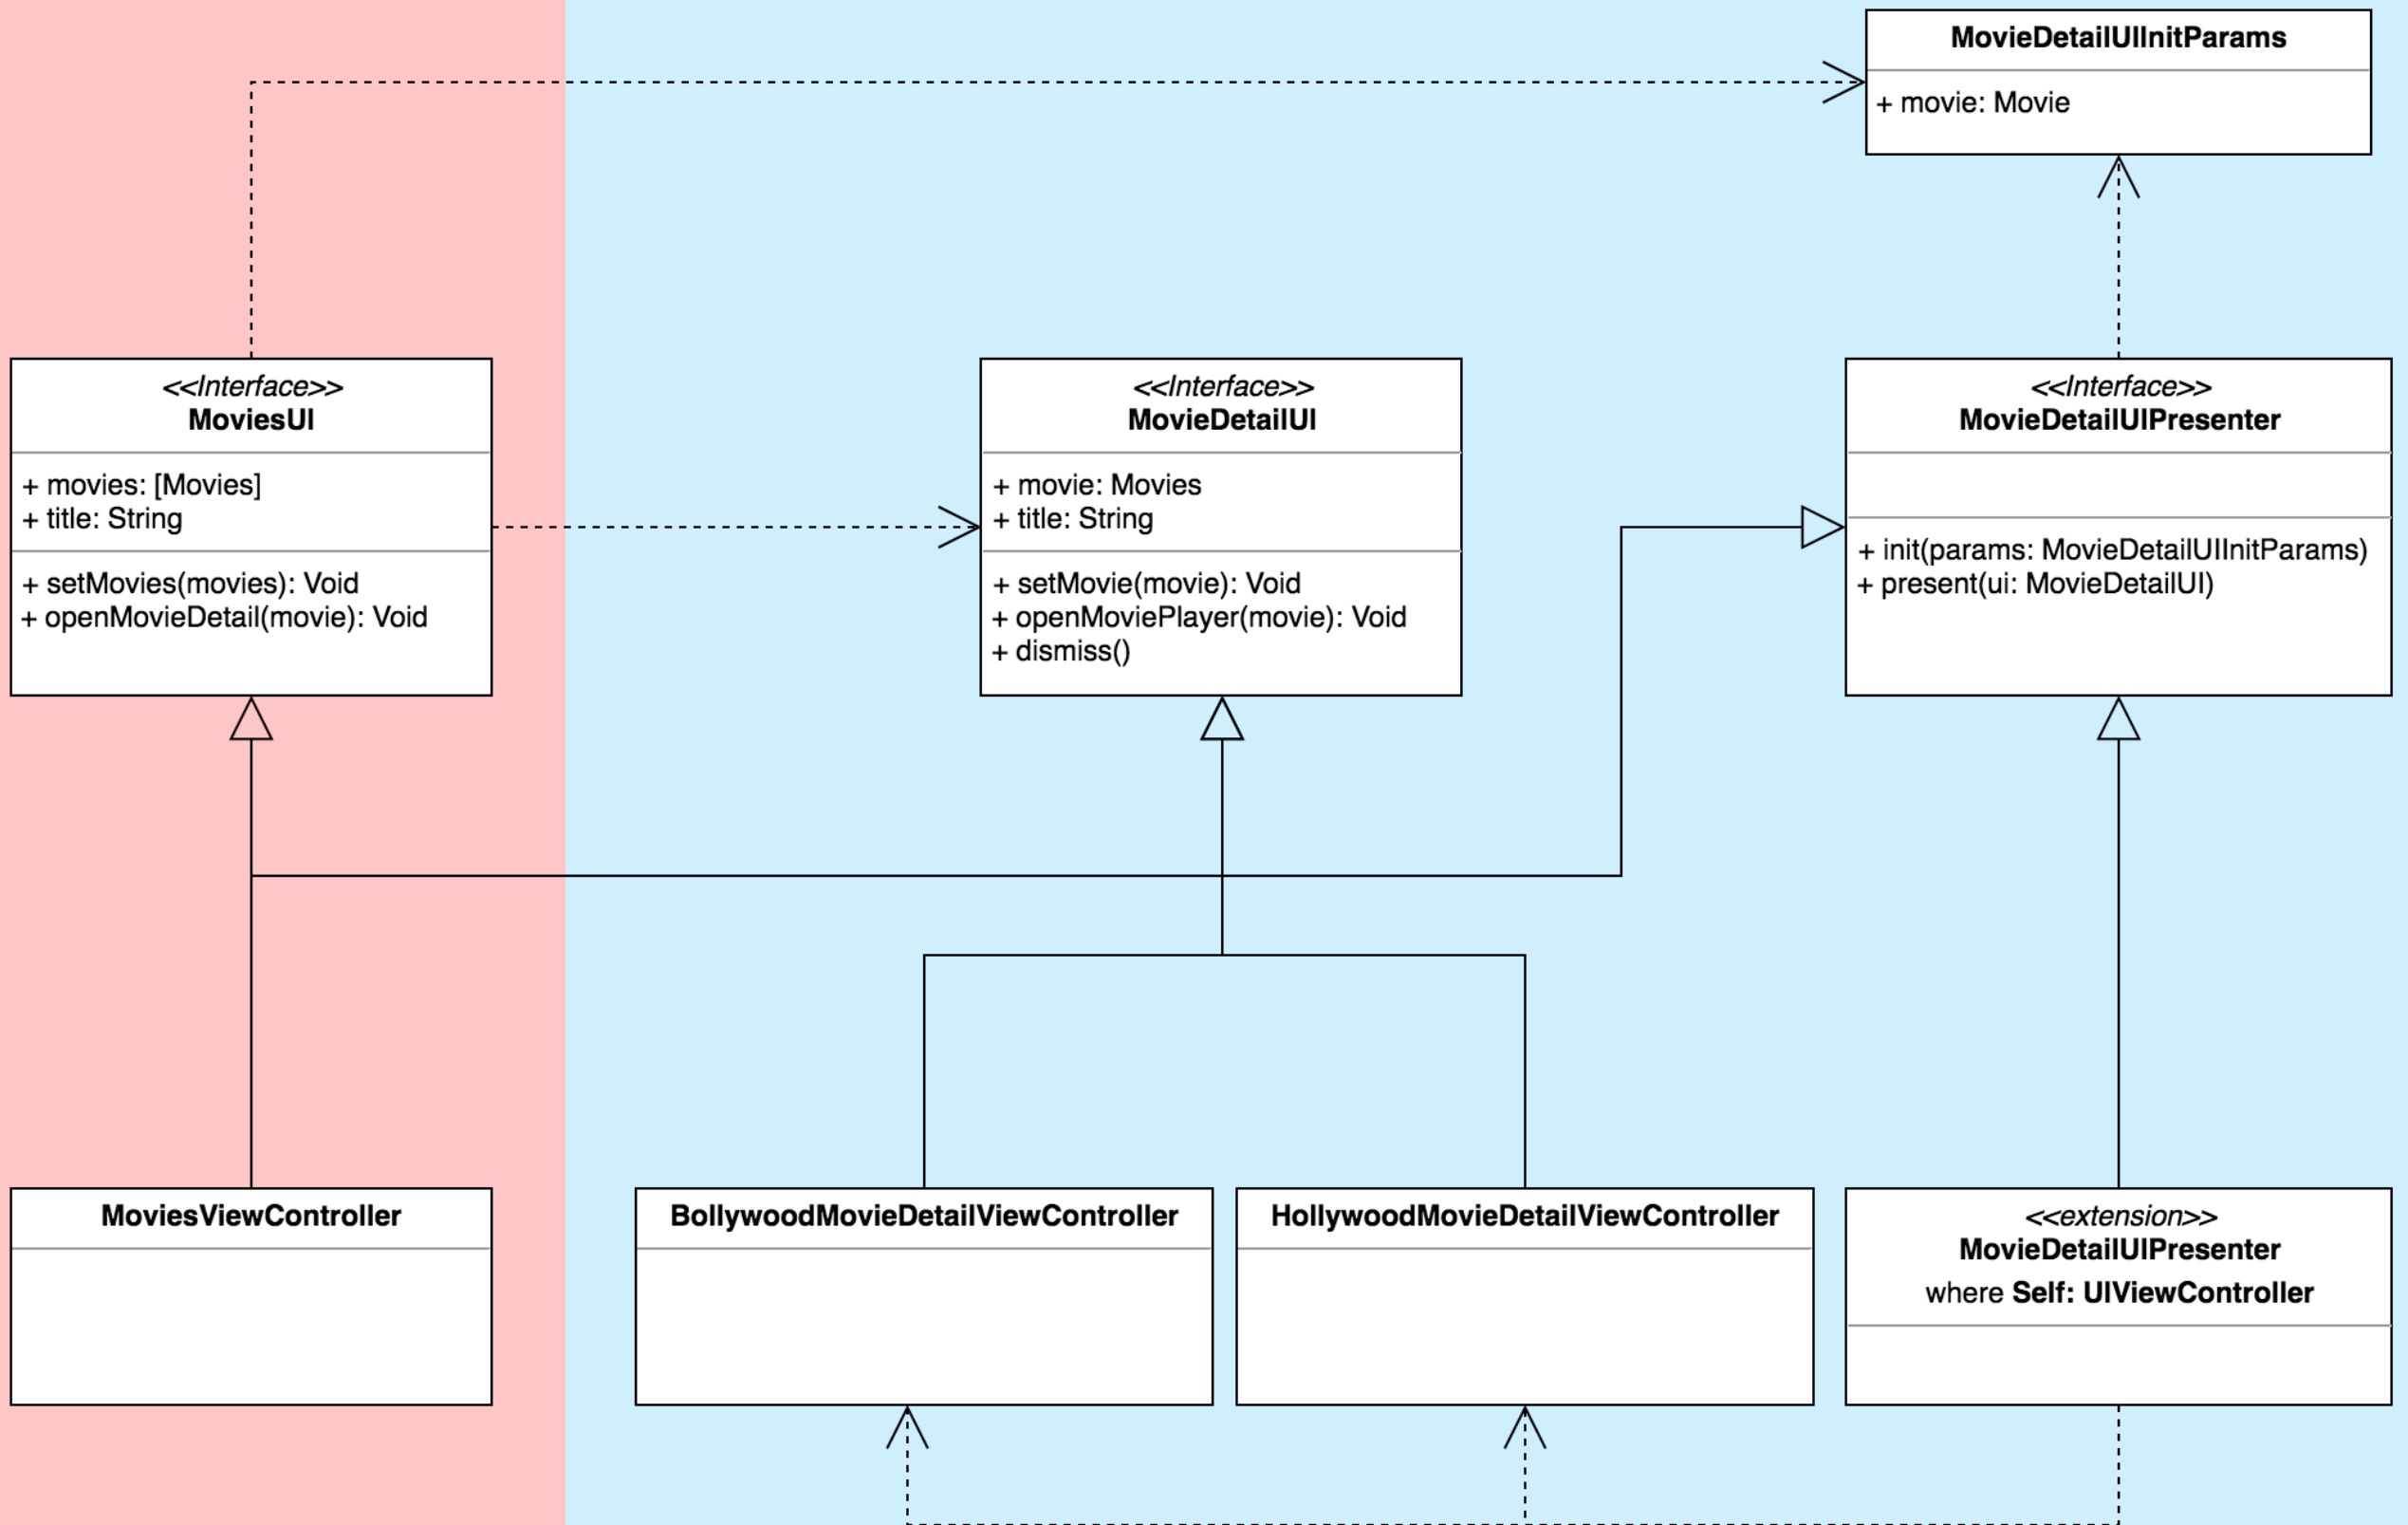 MovieDetailUIInitParams
+ movie: Movie
<<Interface>>
MoviesUI
+ movies: [Movies]
+ title: String
+ setMovies(movies): Void
+ openMovieDetail(movie): Void
<<Interface>>
MovieDetailUI
+ movie: Movies
+ title: String
+ setMovie(movie): Void
+ openMoviePlayer(movie): Void
+ dismiss()
<<Interface>>
MovieDetailUIPresenter
+ init(params: MovieDetailUIInitParams)
+ present(ui: MovieDetailUI)
MoviesViewController
BollywoodMovieDetailViewController
HollywoodMovieDetailViewController
<<extension>>
MovieDetailUIPresenter
where Self: UIViewController